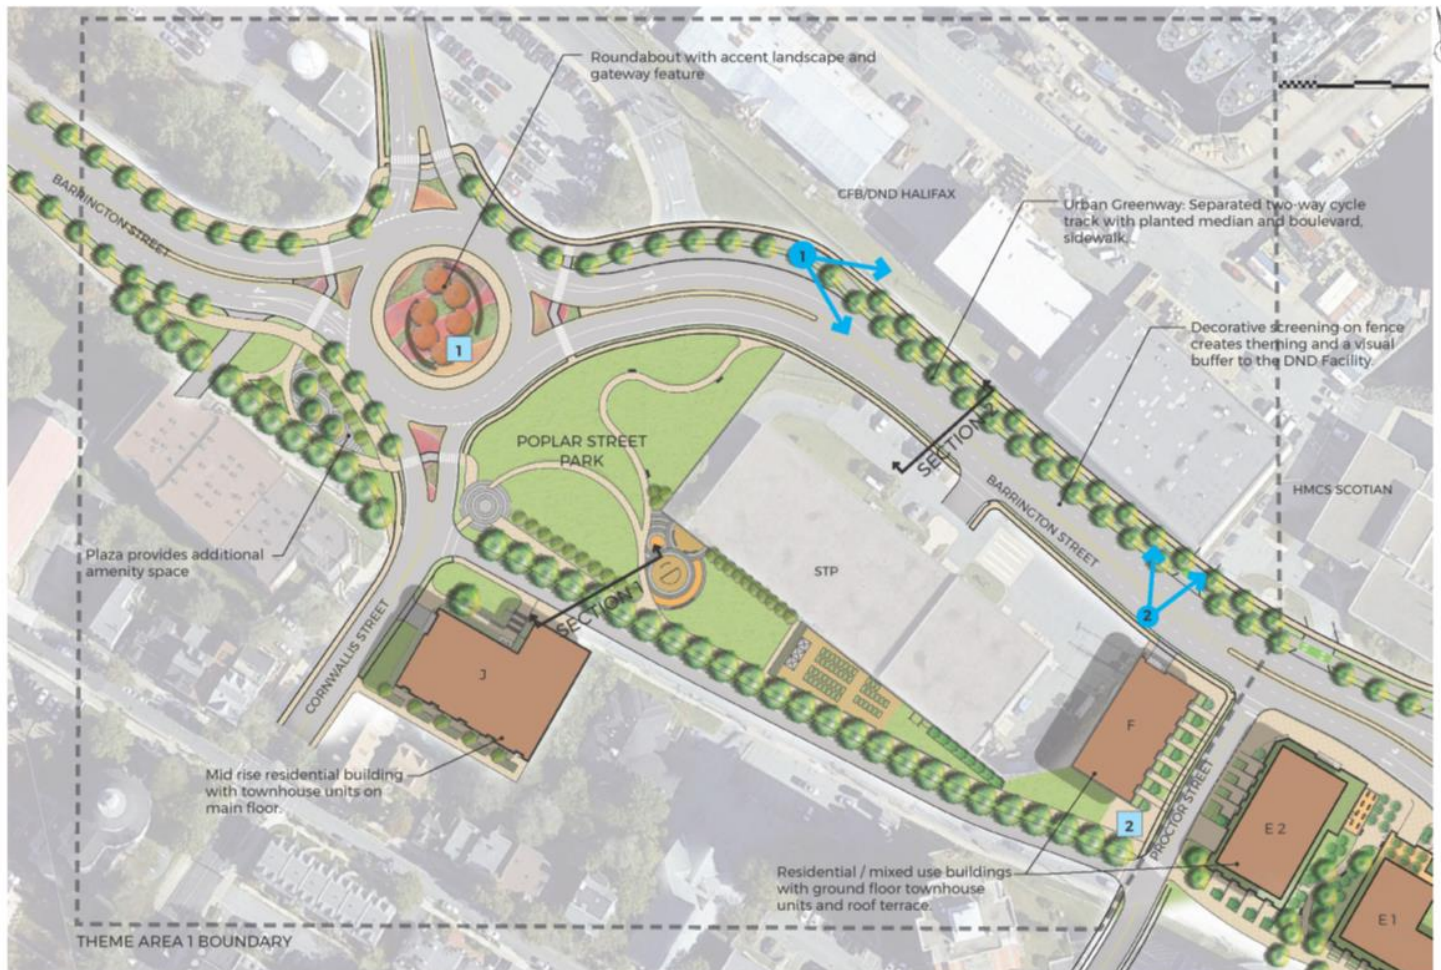 Roundabout with accent landscape and
gateway feature
CFB/DND HALIFAX
Urban Greenway: Separated two-way cycle
track with planted median and boulevard,
sidewalk.
BARRINGTON STREET
1
1
Decorative screening on fence
creates theming and a visual
buffer to the DND Facility.
POPLAR STREET
PARK
SECTION
BARRINGTON STREET
HMCS SCOTIAN
Plaza provides additional
amenity space
STP
SECTION 1
2
CORNWALLIS STREET
J
F
Mid rise residential building
with townhouse units on
main floor.
PROCTOR STREET
2
E 2
Residential / mixed use buildings
with ground floor townhouse
units and roof terrace.
E 1
THEME AREA 1 BOUNDARY